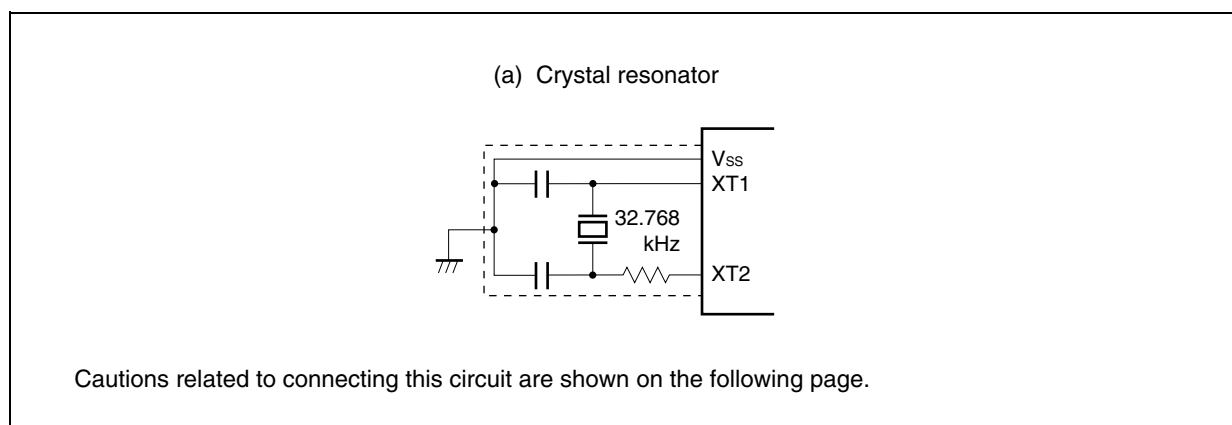 (a) Crystal resonator
Vss
XT1
32.768
kHz
XT2
Cautions related to connecting this circuit are shown on the following page.